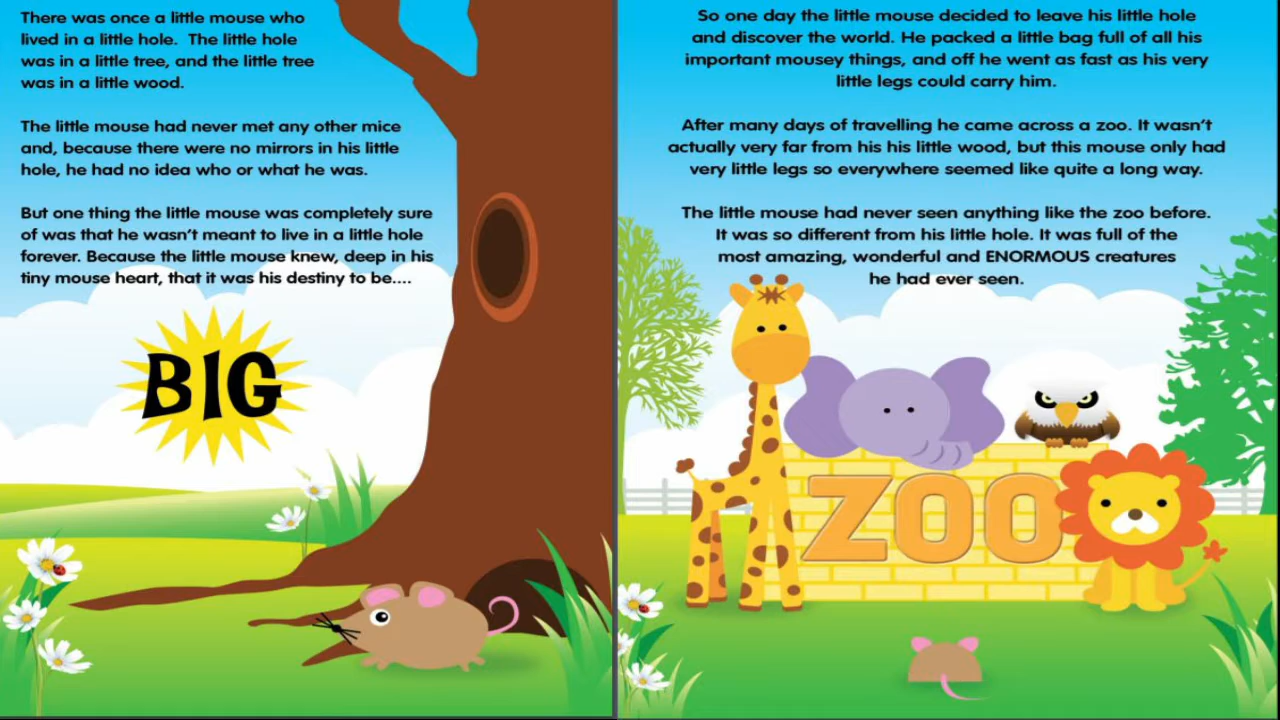 There was once a little mouse who
lived in a little hole. The little hole
was in a little tree, and the little tree
was in a little wood.
The little mouse had never met any other mice
and, because there were no mirrors in his little
hole, he had no idea who or what he was.
But one thing the little mouse was completely sure
of was that he wasn't meant to live in a little hole
forever. Because the little mouse knew, deep in his
tiny mouse heart, that it was his destiny to be....
BIG
So one day the little mouse decided to leave his little hole
and discover the world. He packed a little bag full of all his
important mousey things, and off he went as fast as his very
little legs could carry him.
After many days of travelling he came across a zoo. It wasn't
actually very far from his his little wood, but this mouse only had
very little legs so everywhere seemed like quite a long way.
The little mouse had never seen anything like the zoo before.
It was so different from his little hole. It was full of the
most amazing, wonderful and ENORMOUS creatures
he had ever seen.
ZOO